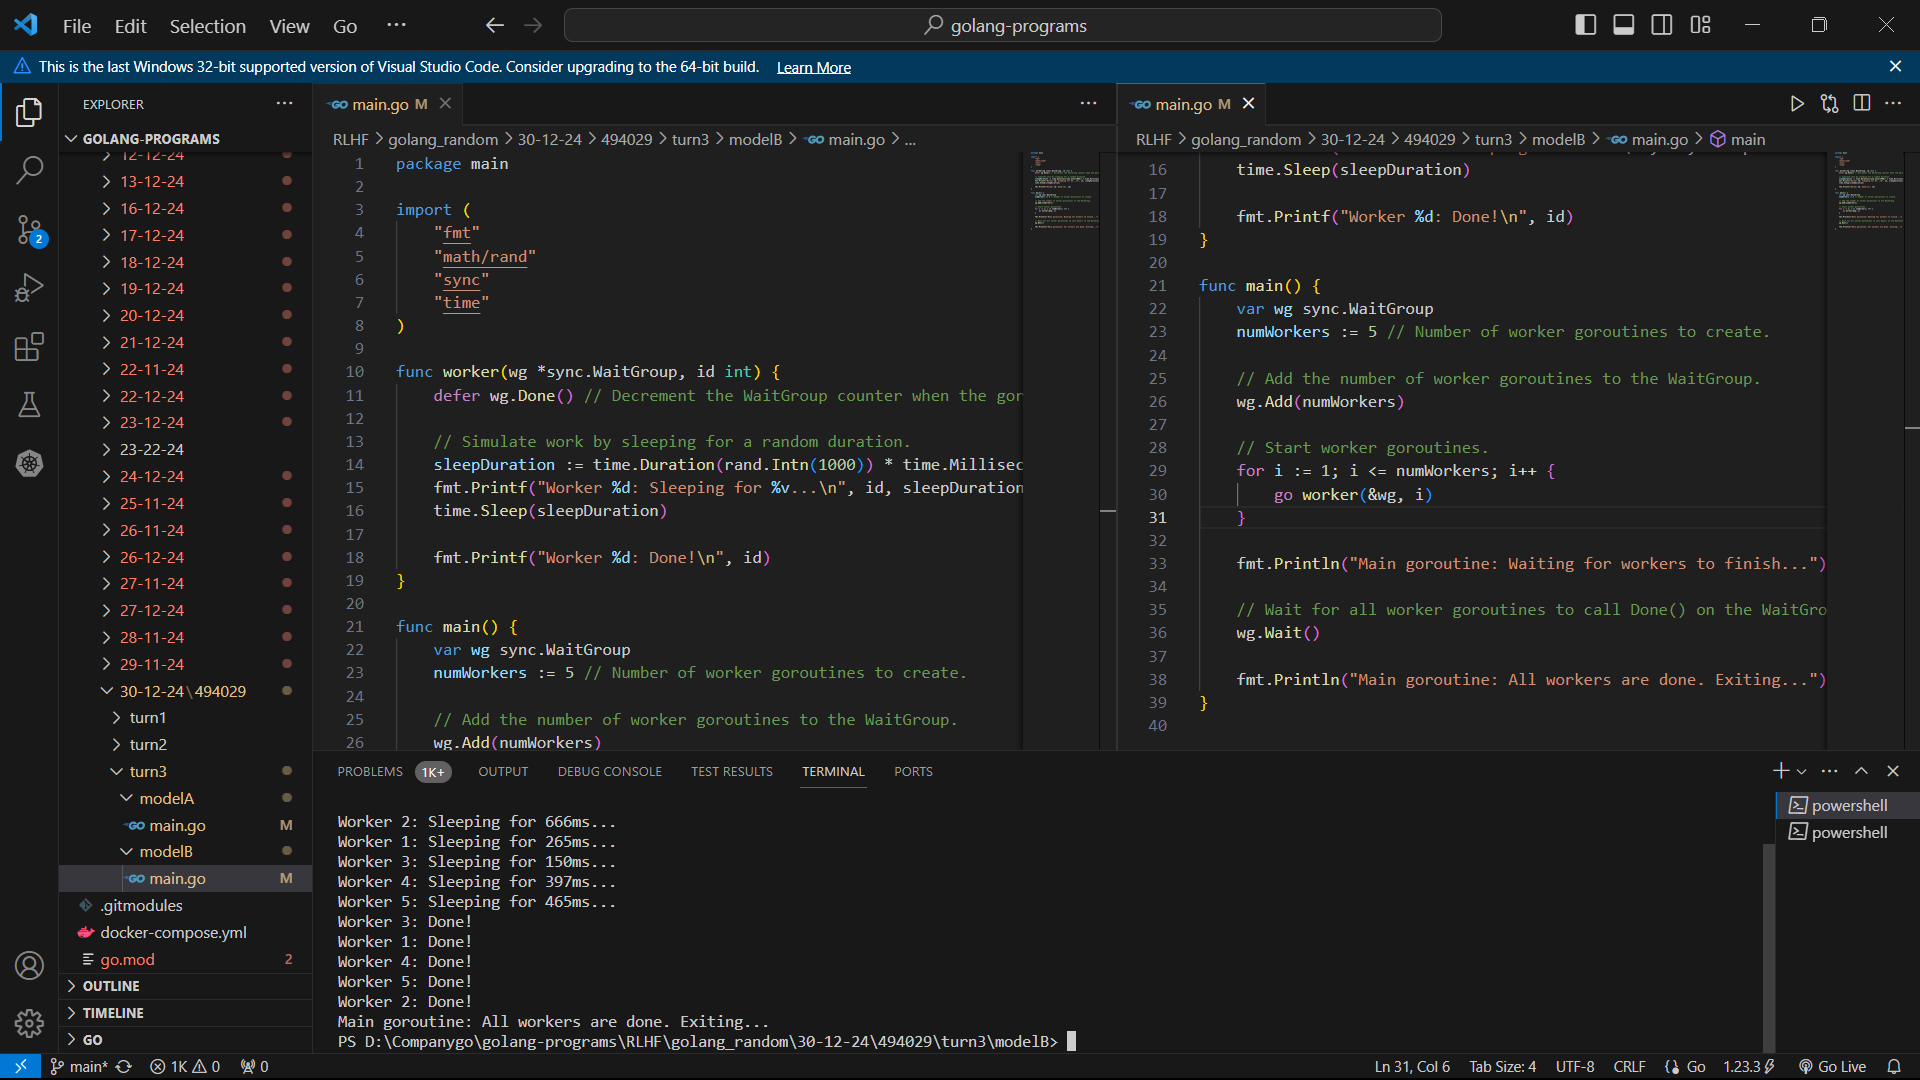 File Edit Selection View Go ...
golang-programs
This is the last Windows 32-bit supported version of Visual Studio Code. Consider upgrading to the 64-bit build. Learn More
EXPLORER
GOLANG-PROGRAMS
12-12-24
13-12-24
16-12-24
17-12-24
18-12-24
19-12-24
20-12-24
21-12-24
22-11-24
22-12-24
23-12-24
23-22-24
24-12-24
25-11-24
26-11-24
26-12-24
27-11-24
27-12-24
28-11-24
29-11-24
30-12-24\494029
turn1
turn2
turn3
modelA
GO main.go M
modelB
GO main.go M
.gitmodules
docker-compose.yml
go.mod 2
OUTLINE
TIMELINE
GO
2
GO main.go M
RLHF > golang_random > 30-12-24 > 494029 > turn3 > modelB > GO main.go > ...
1 package main
2
3 import (
4 "fmt"
5 "math/rand"
6 "sync"
7 "time"
8 )
9
10 func worker(wg *sync.WaitGroup, id int) {
11 defer wg.Done() // Decrement the WaitGroup counter when the gor
12
13 // Simulate work by sleeping for a random duration.
14 sleepDuration := time.Duration(rand.Intn(1000)) * time.Millisec
15 fmt.Printf("Worker %d: Sleeping for %v...\n", id, sleepDuration
16 time.Sleep(sleepDuration)
17
18 fmt.Printf("Worker %d: Done!\n", id)
19 }
20
21 func main() {
22 var wg sync.WaitGroup
23 numWorkers := 5 // Number of worker goroutines to create.
24
25 // Add the number of worker goroutines to the WaitGroup.
26 wg.Add(numWorkers)
GO main.go M
RLHF > golang_random > 30-12-24 > 494029 > turn3 > modelB > GO main.go > main
16 time.Sleep(sleepDuration)
17
18 fmt.Printf("Worker %d: Done!\n", id)
19 }
20
21 func main() {
22 var wg sync.WaitGroup
23 numWorkers := 5 // Number of worker goroutines to create.
24
25 // Add the number of worker goroutines to the WaitGroup.
26 wg.Add(numWorkers)
27
28 // Start worker goroutines.
29 for i := 1; i <= numWorkers; i++ {
30 go worker(&wg, i)
31 }
32
33 fmt.Println("Main goroutine: Waiting for workers to finish...")
34
35 // Wait for all worker goroutines to call Done() on the WaitGro
36 wg.Wait()
37
38 fmt.Println("Main goroutine: All workers are done. Exiting...")
39 }
40
PROBLEMS 1K+ OUTPUT DEBUG CONSOLE TEST RESULTS TERMINAL PORTS
Worker 2: Sleeping for 666ms...
Worker 1: Sleeping for 265ms...
Worker 3: Sleeping for 150ms...
Worker 4: Sleeping for 397ms...
Worker 5: Sleeping for 465ms...
Worker 3: Done!
Worker 1: Done!
Worker 4: Done!
Worker 5: Done!
Worker 2: Done!
Main goroutine: All workers are done. Exiting...
PS D:\Companygo\golang-programs\RLHF\golang_random\30-12-24\494029\turn3\modelB>
powershell
powershell
main* 1K 0 0
Ln 31, Col 6 Tab Size: 4 UTF-8 CRLF Go 1.23.3 Go Live